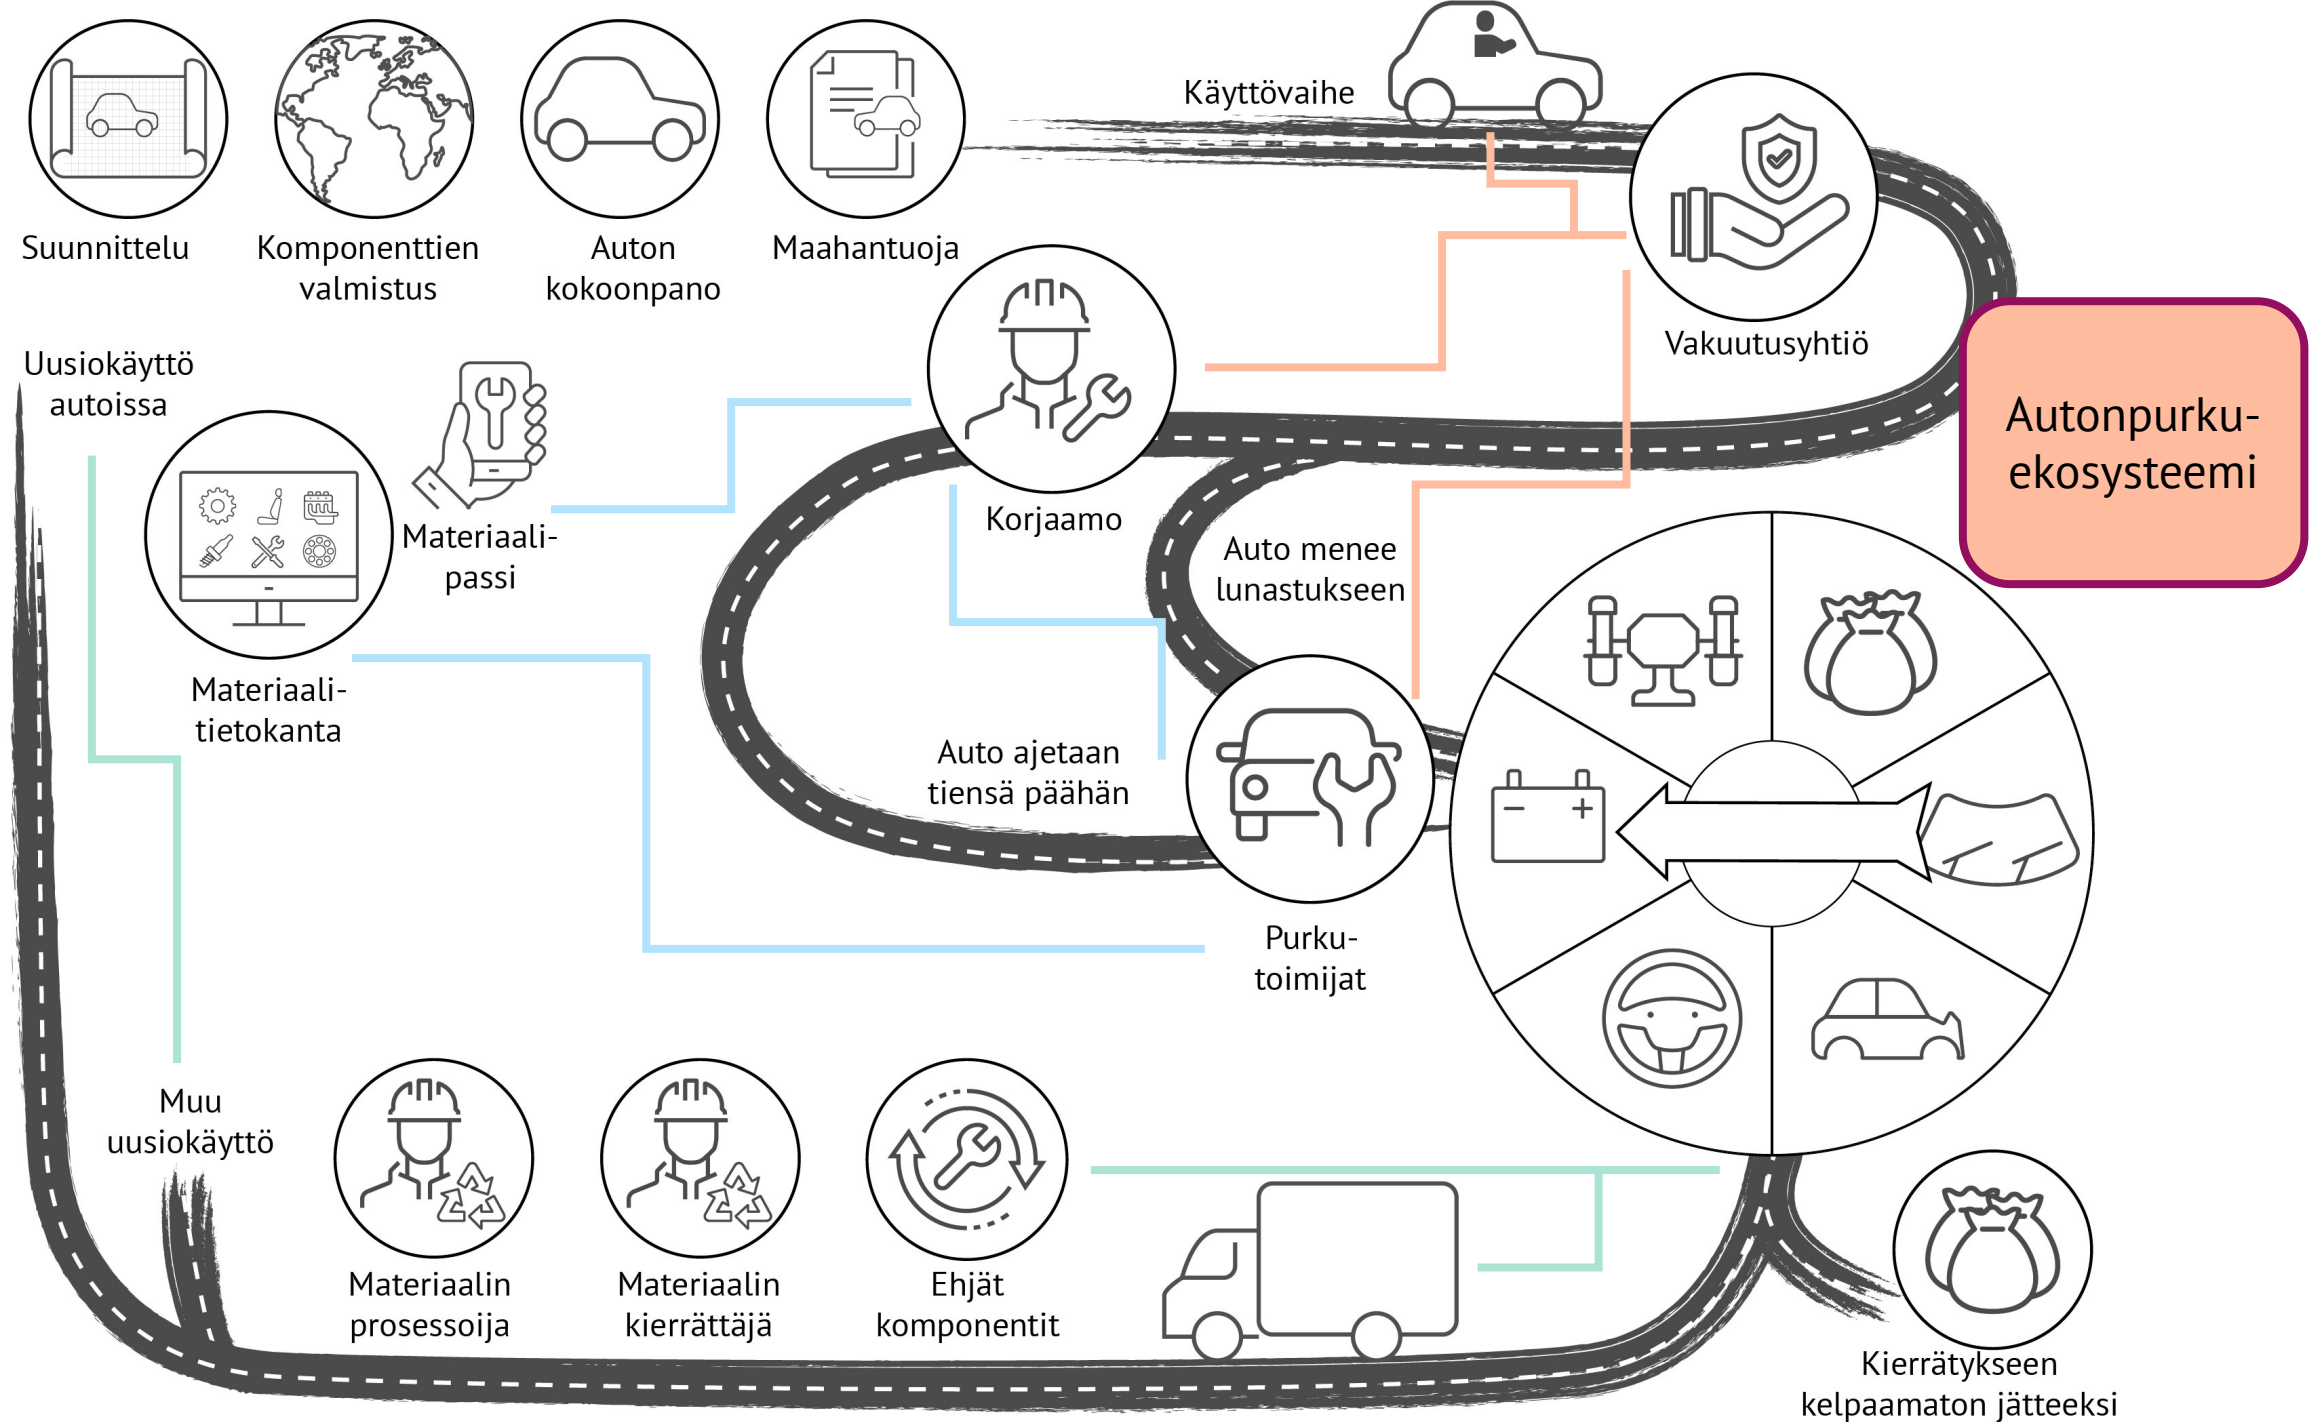 Käyttövaihe
Suunnittelu
Komponenttien
valmistus
Auton
kokoonpano
Maahantuoja
Vakuutusyhtiö
Autonpurku-
ekosysteemi
Uusiokäyttö
autoissa
Materiaali-
passi
Korjaamo
Auto menee
lunastukseen
Materiaali-
tietokanta
Auto ajetaan
tiensä päähän
Purku-
toimijat
Muu
uusiokäyttö
Materiaalin
prosessoija
Materiaalin
kierrättäjä
Ehjät
komponentit
Kierrätykseen
kelpaamaton jätteeksi